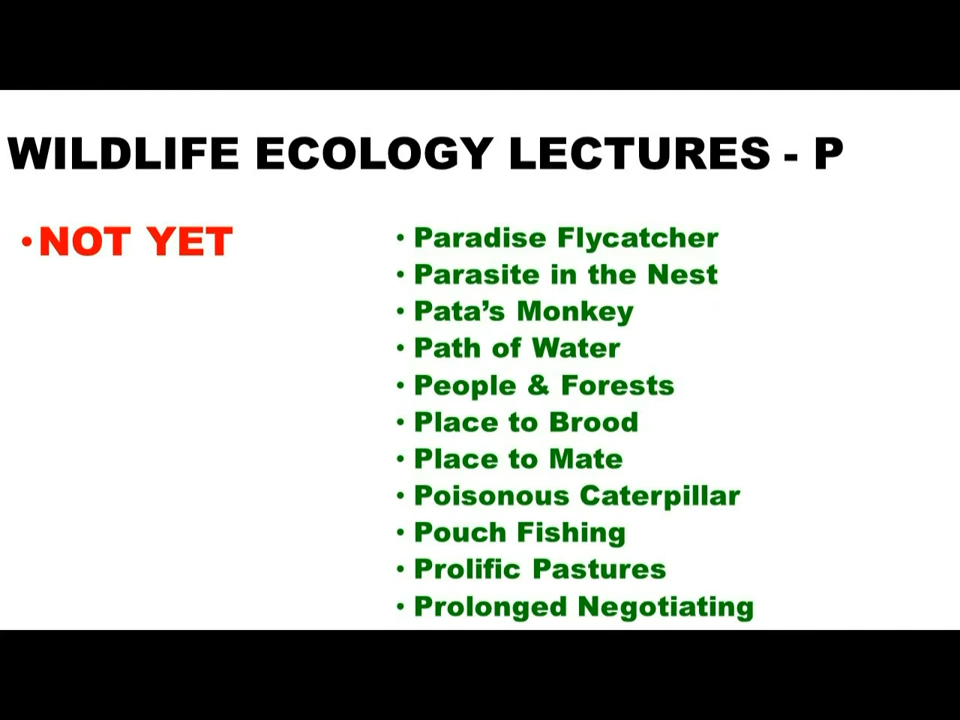 WILDLIFE ECOLOGY LECTURES - P
• NOT YET
• Paradise Flycatcher
• Parasite in the Nest
• Pata’s Monkey
• Path of Water
• People & Forests
• Place to Brood
• Place to Mate
• Poisonous Caterpillar
• Pouch Fishing
• Prolific Pastures
• Prolonged Negotiating